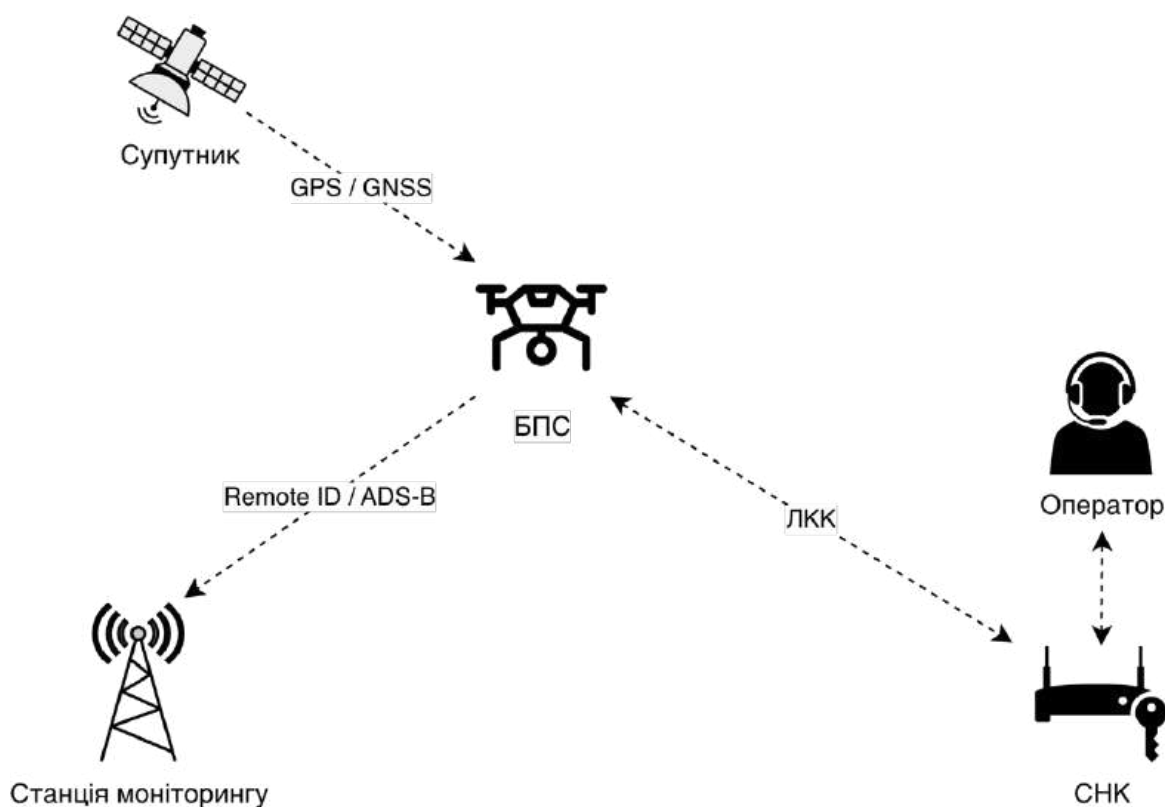 Супутник
GPS / GNSS
БПС
Remote ID / ADS-B
ЛКК
Оператор
Станція моніторингу
СНК